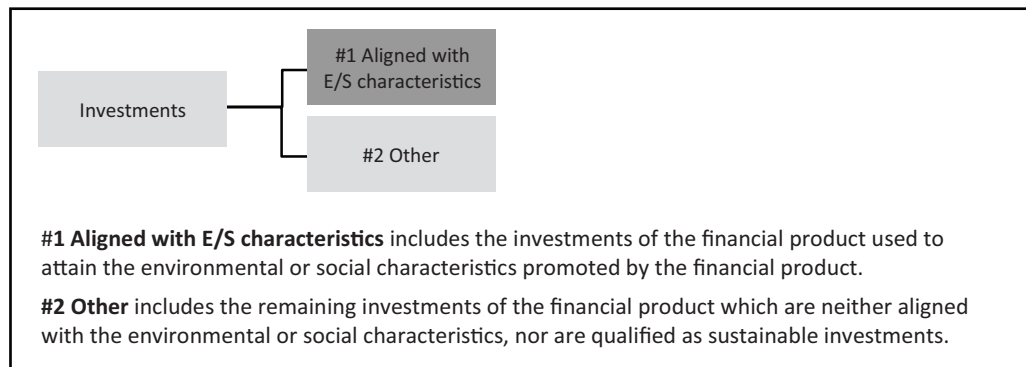 #1 Aligned with
E/S characteristics
Investments
#2 Other
#1 Aligned with E/S characteristics includes the investments of the financial product used to
attain the environmental or social characteristics promoted by the financial product.
#2 Other includes the remaining investments of the financial product which are neither aligned
with the environmental or social characteristics, nor are qualified as sustainable investments.